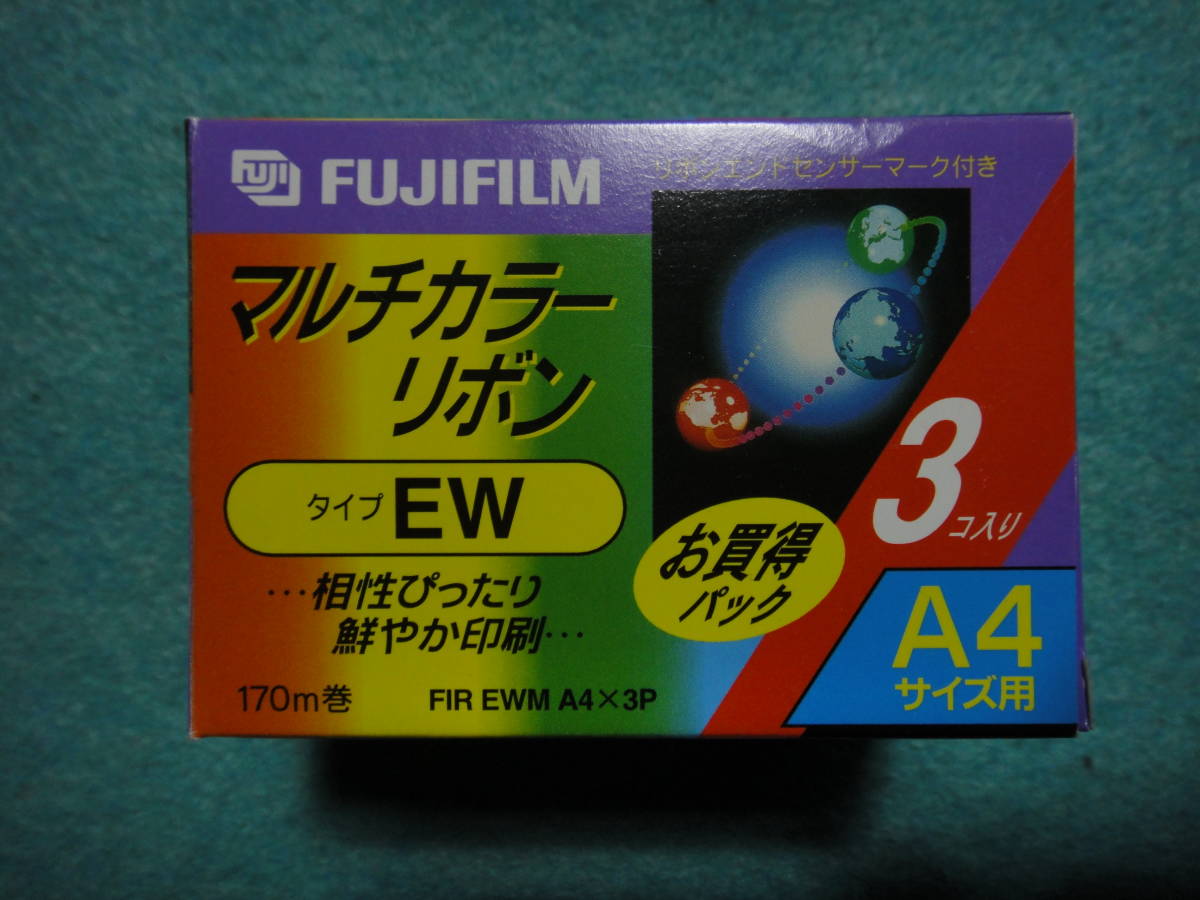 FUJI FUJIFILM
リボンエンドセンサーマーク付き
マルチカラー
リボン
タイプ EW
…相性ぴったり
鮮やか印刷…
170m巻
FIR EWM A4×3P
お買得
パック
3コ入り
A4
サイズ用